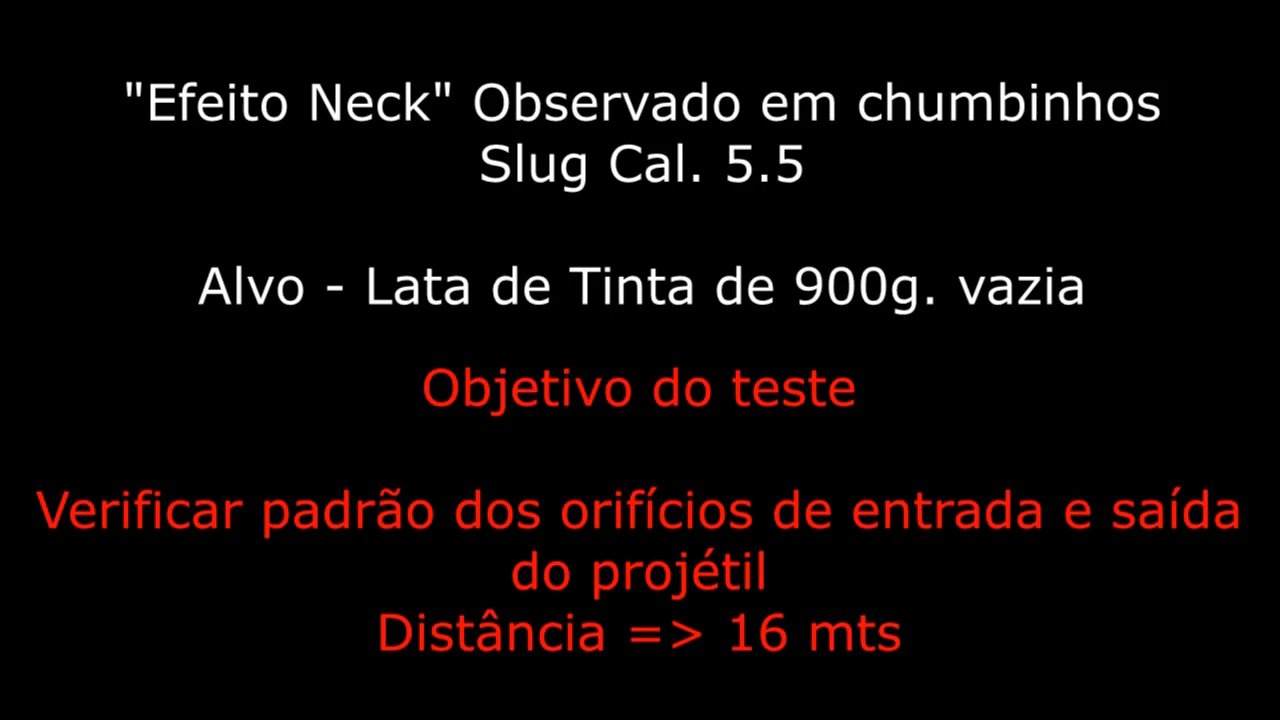 "Efeito Neck" Observado em chumbinhos
Slug Cal. 5.5
Alvo - Lata de Tinta de 900g. vazia
Objetivo do teste
Verificar padrão dos orifícios de entrada e saída
do projétil
Distância => 16 mts